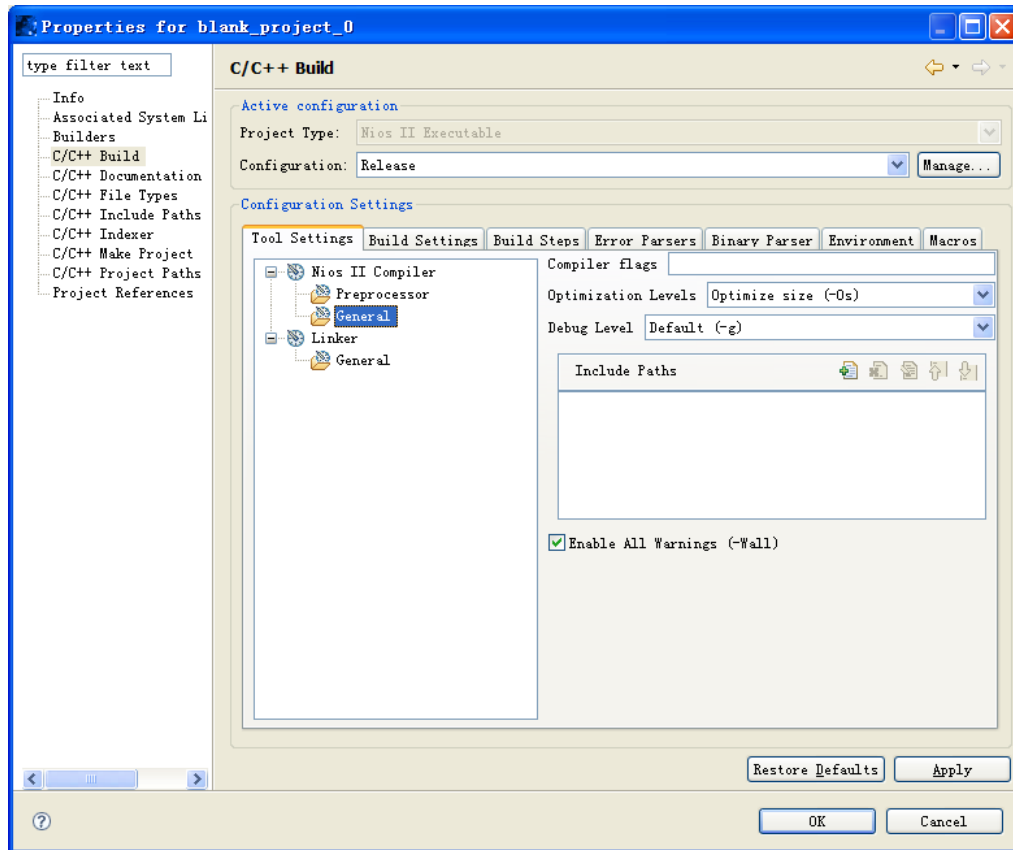 Properties for blank_project_0
type filter text
Info
Associated System Li
Builders
C/C++ Build
C/C++ Documentation
C/C++ File Types
C/C++ Include Paths
C/C++ Indexer
C/C++ Make Project
C/C++ Project Paths
Project References
C/C++ Build
Active configuration
Project Type: Nios II Executable
Configuration: Release Manage...
Configuration Settings
Tool Settings Build Settings Build Steps Error Parsers Binary Parser Environment Macros
Nios II Compiler
Preprocessor
General
Linker
General
Compiler flags
Optimization Levels Optimize size (-Os)
Debug Level Default (-g)
Include Paths
Enable All Warnings (-Wall)
Restore Defaults Apply
OK Cancel